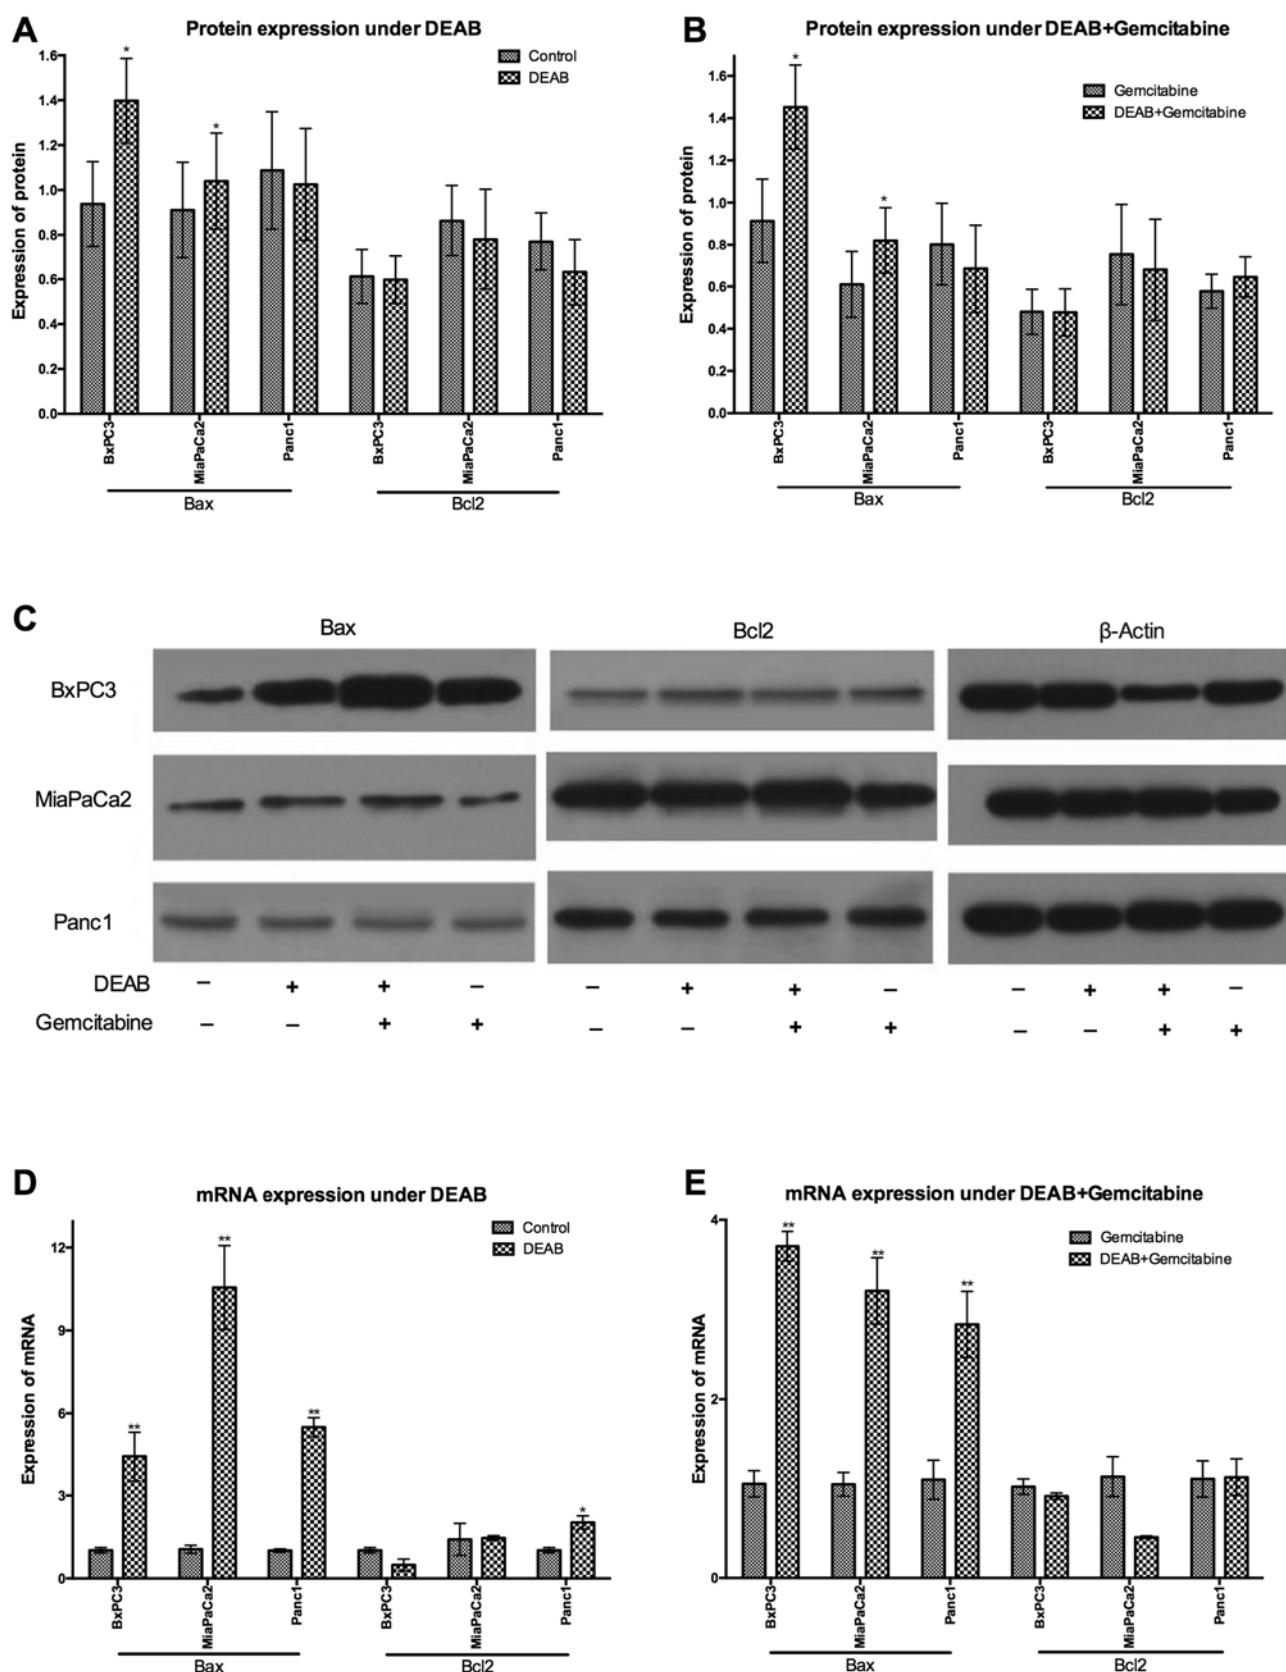 A
Protein expression under DEAB
Control
DEAB
Expression of protein
1.6
1.4
1.2
1.0
0.8
0.6
0.4
0.2
0.0
*
*
BxPC3
MiaPaCa2
Panc1
BxPC3
MiaPaCa2
Panc1
Bax
Bcl2
B
Protein expression under DEAB+Gemcitabine
Gemcitabine
DEAB+Gemcitabine
Expression of protein
1.6
1.4
1.2
1.0
0.8
0.6
0.4
0.2
0.0
*
*
BxPC3
MiaPaCa2
Panc1
BxPC3
MiaPaCa2
Panc1
Bax
Bcl2
C
Bax Bcl2 β-Actin
BxPC3
MiaPaCa2
Panc1
DEAB − + + − − + + − − + + −
Gemcitabine − − + + − − + + − − + +
D
mRNA expression under DEAB
Control
DEAB
Expression of mRNA
12
9
6
3
0
**
**
**
*
BxPC3
MiaPaCa2
Panc1
BxPC3
MiaPaCa2
Panc1
Bax
Bcl2
E
mRNA expression under DEAB+Gemcitabine
Gemcitabine
DEAB+Gemcitabine
Expression of mRNA
4
2
0
**
**
**
BxPC3
MiaPaCa2
Panc1
BxPC3
MiaPaCa2
Panc1
Bax
Bcl2